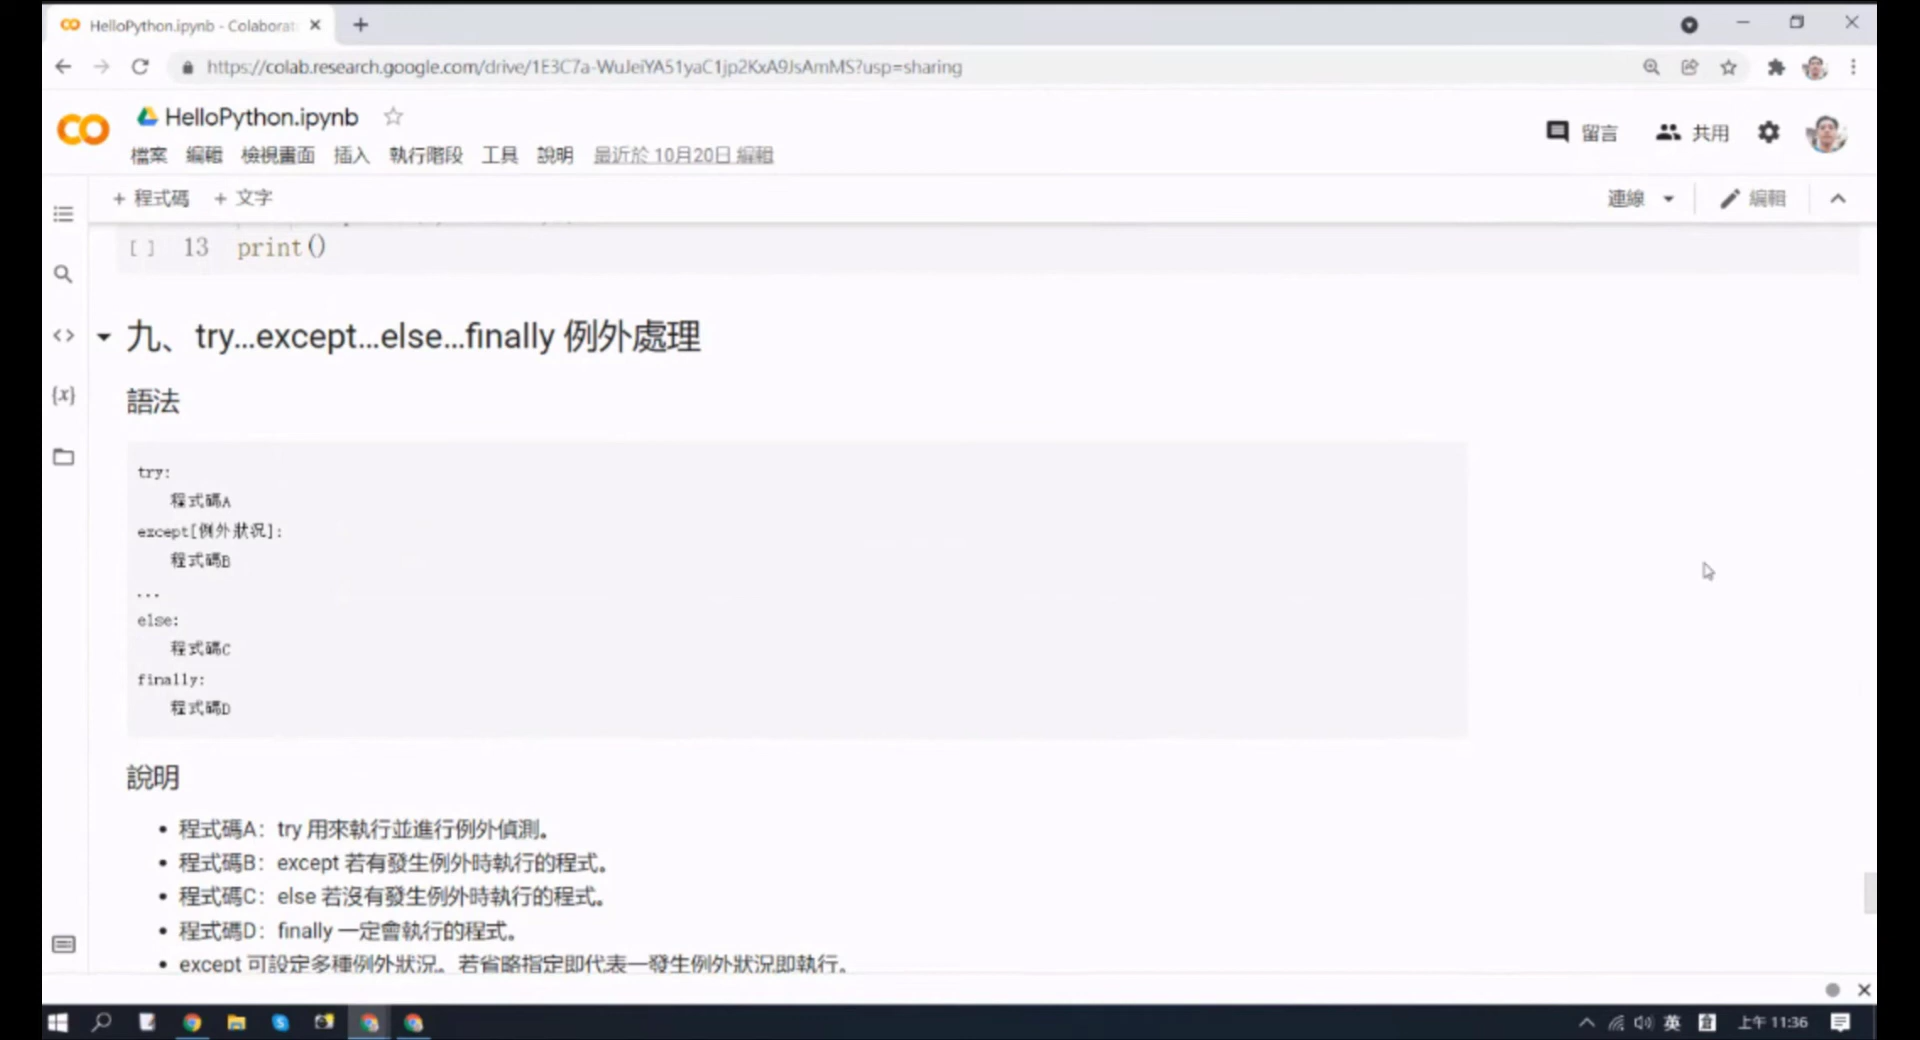 HelloPython.ipynb - Colaborat
https://colab.research.google.com/drive/1E3C7a-WuJeiYA51yaC1jp2KxA9JsAmMS?usp=sharing
HelloPython.ipynb
留言 共用
檔案 編輯 檢視畫面 插入 執行階段 工具 說明 最近於 10月20日 編輯
+ 程式碼 + 文字
連線 編輯
[ ] 13 print()
九、try...except...else...finally 例外處理
語法
try:
程式碼A
except[例外狀況]:
程式碼B
...
else:
程式碼C
finally:
程式碼D
說明
• 程式碼A：try 用來執行並進行例外偵測。
• 程式碼B：except 若有發生例外時執行的程式。
• 程式碼C：else 若沒有發生例外時執行的程式。
• 程式碼D：finally 一定會執行的程式。
• except 可設定多種例外狀況。若省略指定即代表一發生例外狀況即執行。
英 上午 11:36